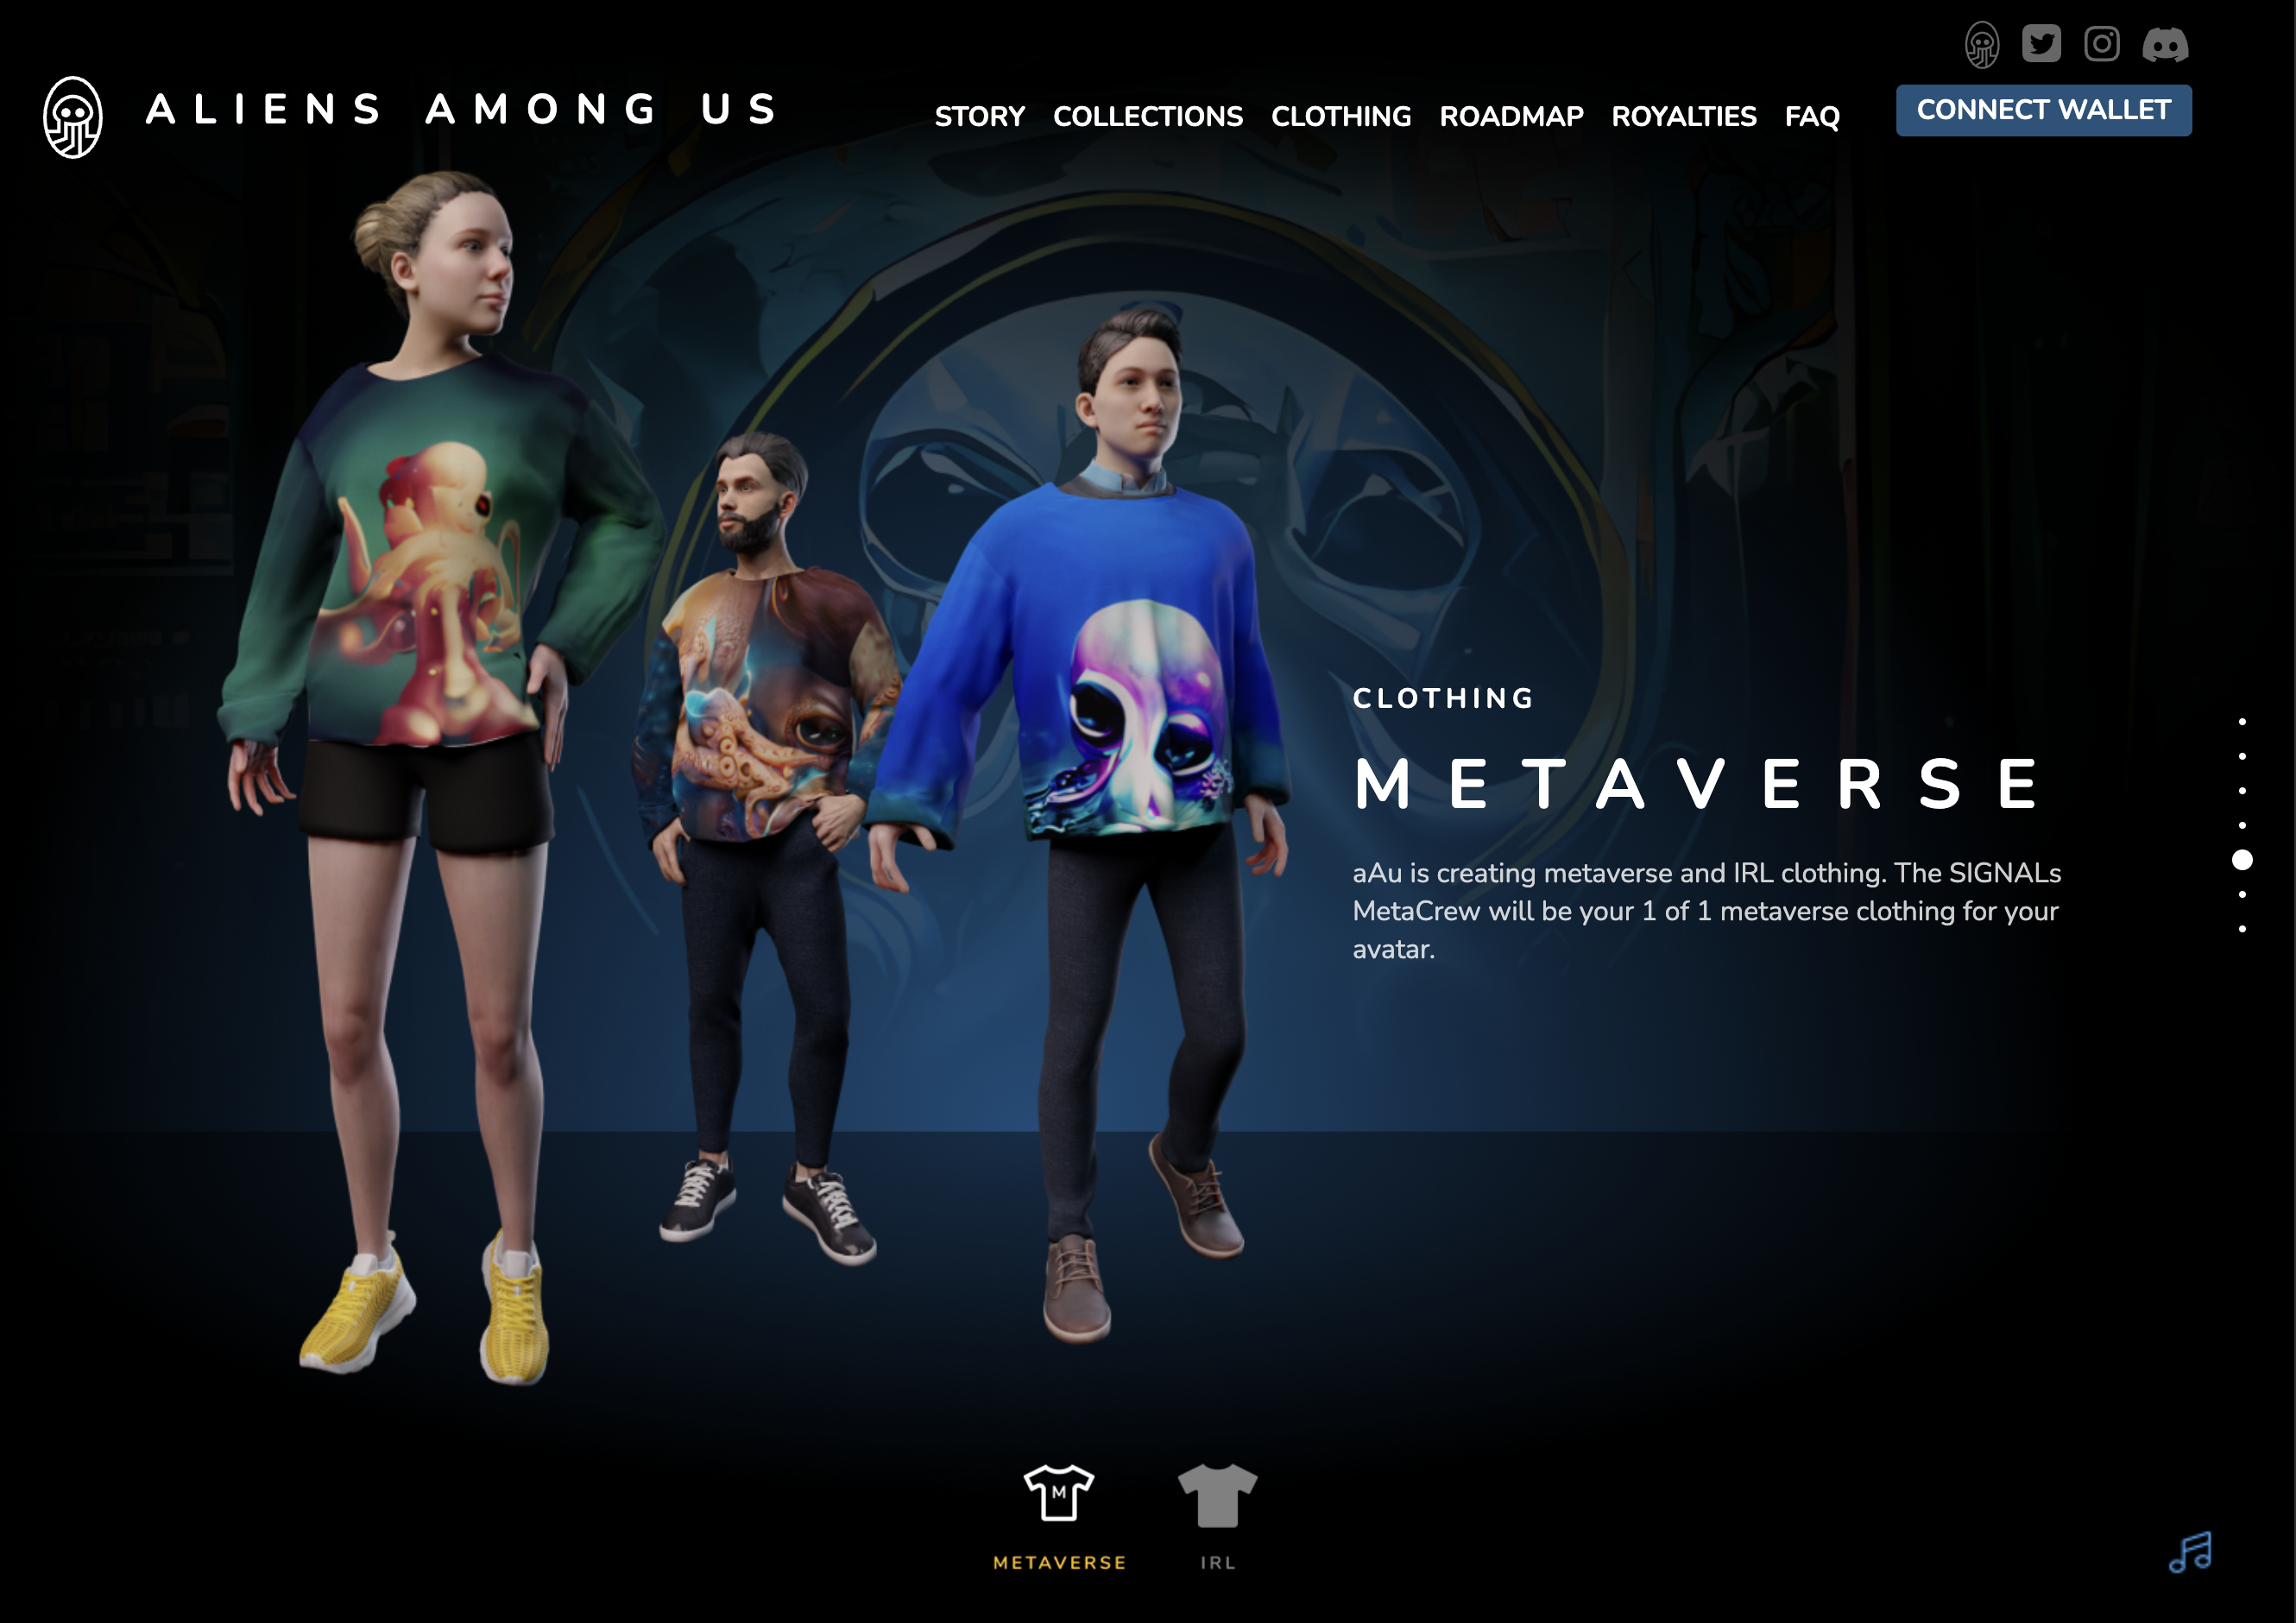 ALIENS AMONG US
STORY COLLECTIONS CLOTHING ROADMAP ROYALTIES FAQ
CONNECT WALLET
CLOTHING
METAVERSE
aAu is creating metaverse and IRL clothing. The SIGNALs
MetaCrew will be your 1 of 1 metaverse clothing for your
avatar.
M
METAVERSE
IRL